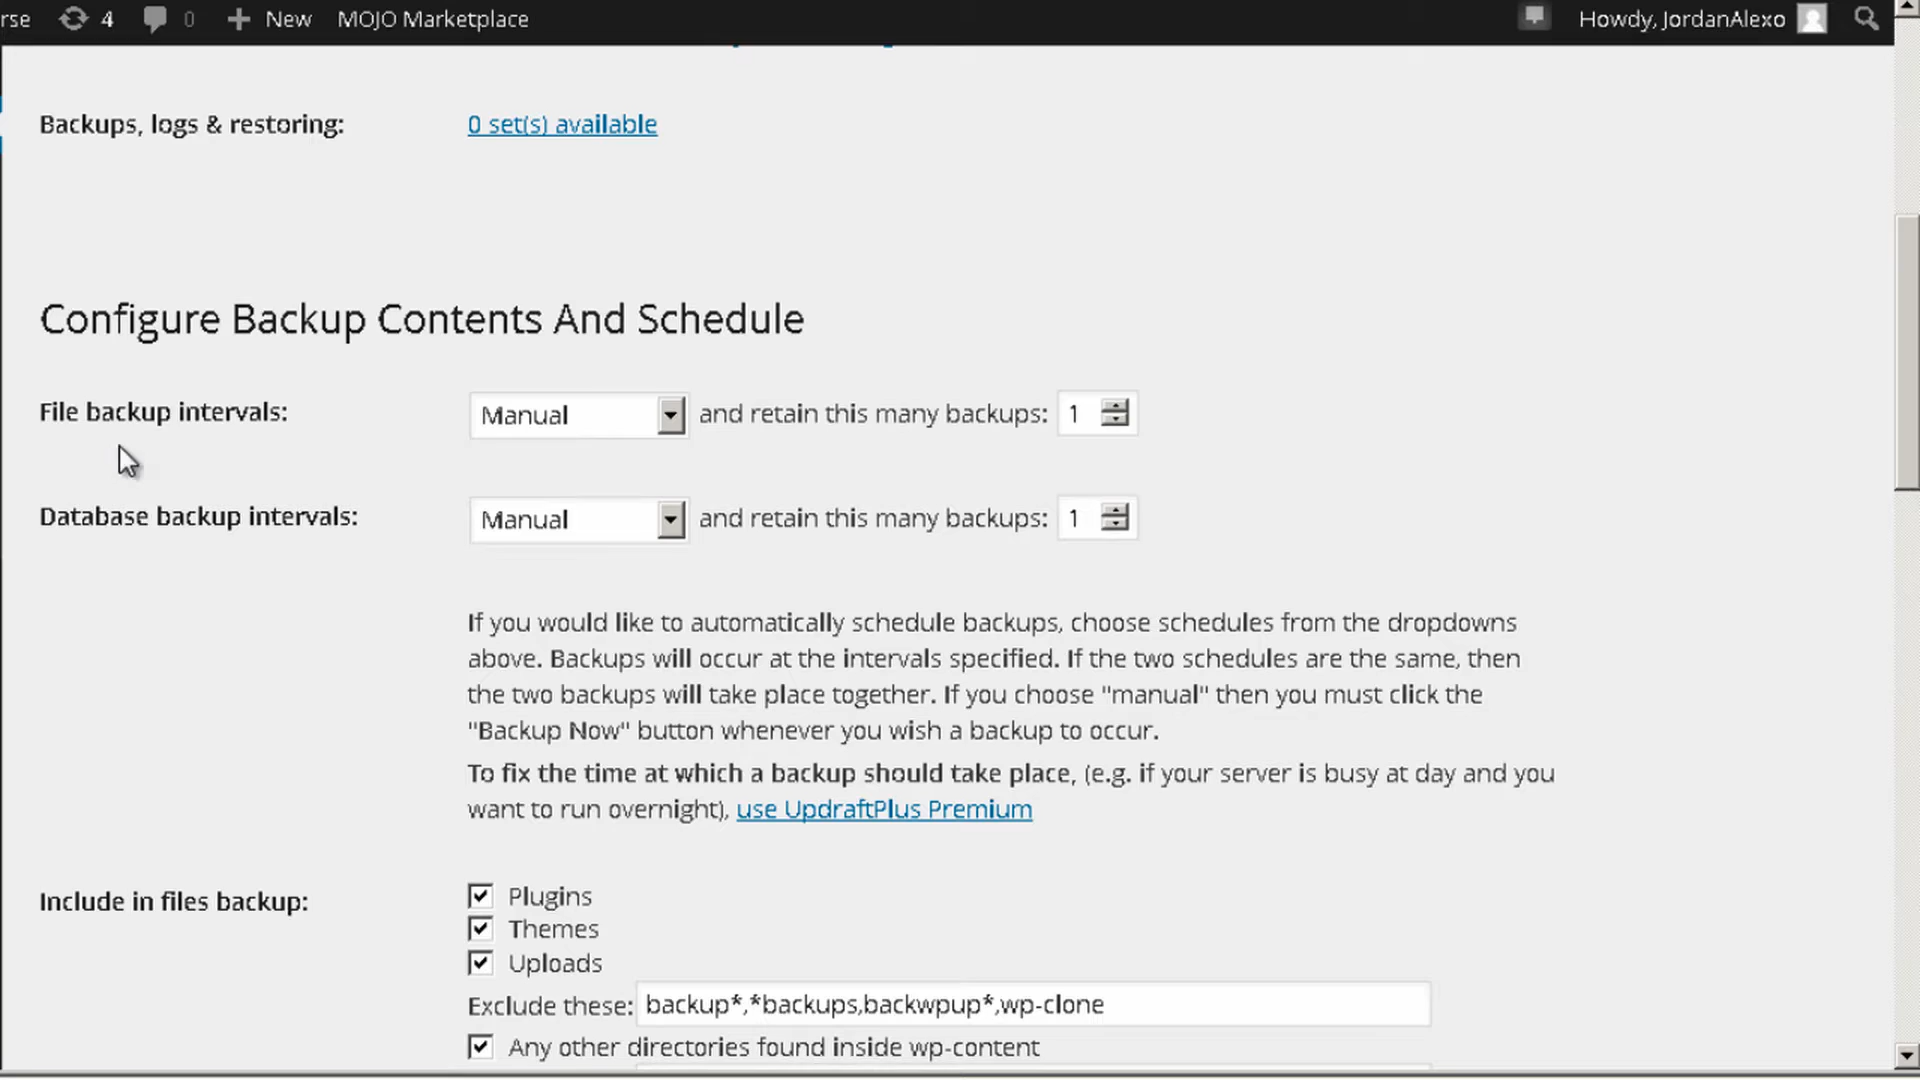 rse 4 0 New MOJO Marketplace Howdy, JordanAlexo
Backups, logs & restoring: 0 set(s) available
Configure Backup Contents And Schedule
File backup intervals: Manual and retain this many backups: 1
Database backup intervals: Manual and retain this many backups: 1
If you would like to automatically schedule backups, choose schedules from the dropdowns
above. Backups will occur at the intervals specified. If the two schedules are the same, then
the two backups will take place together. If you choose "manual" then you must click the
"Backup Now" button whenever you wish a backup to occur.
To fix the time at which a backup should take place, (e.g. if your server is busy at day and you
want to run overnight), use UpdraftPlus Premium
Include in files backup: Plugins
Themes
Uploads
Exclude these: backup*,*backups,backwpup*,wp-clone
Any other directories found inside wp-content